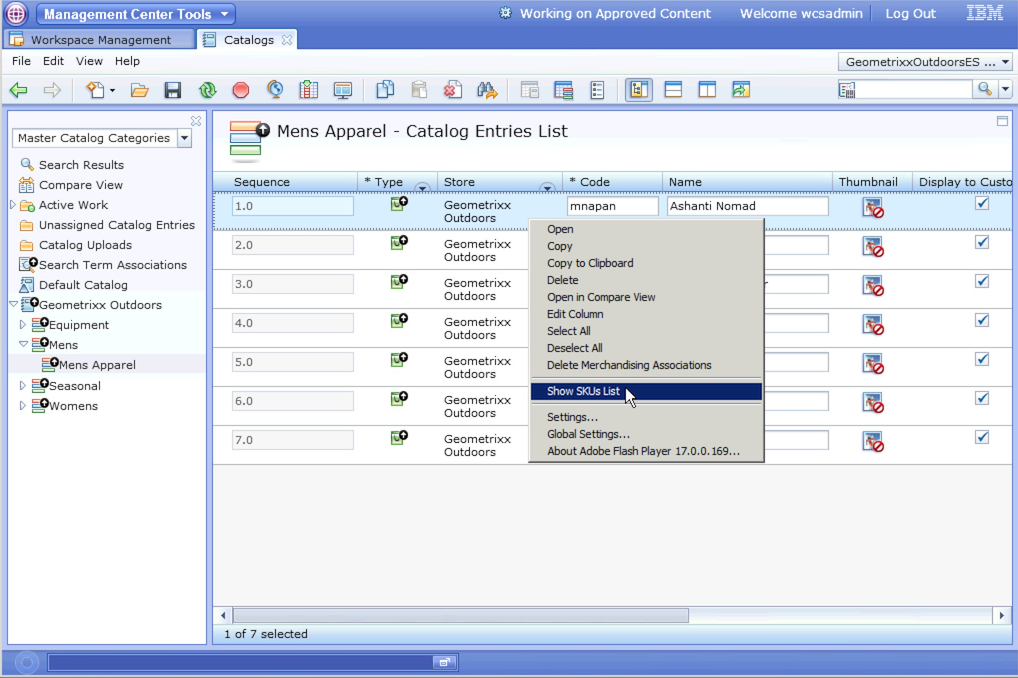 Management Center Tools
Working on Approved Content
Welcome wcsadmin
Log Out
IBM
Workspace Management
Catalogs
File Edit View Help
GeometrixxOutdoorsES ...
Master Catalog Categories
Search Results
Compare View
Active Work
Unassigned Catalog Entries
Catalog Uploads
Search Term Associations
Default Catalog
Geometrixx Outdoors
Equipment
Mens
Mens Apparel
Seasonal
Womens
Mens Apparel - Catalog Entries List
Sequence * Type Store * Code Name Thumbnail Display to Custo
1.0 Geometrixx Outdoors mnapan Ashanti Nomad
2.0 Geometrixx Outdoors
3.0 Geometrixx Outdoors
4.0 Geometrixx Outdoors
5.0 Geometrixx Outdoors
6.0 Geometrixx Outdoors
7.0 Geometrixx Outdoors
Open
Copy
Copy to Clipboard
Delete
Open in Compare View
Edit Column
Select All
Deselect All
Delete Merchandising Associations
Show SKUs List
Settings...
Global Settings...
About Adobe Flash Player 17.0.0.169...
1 of 7 selected